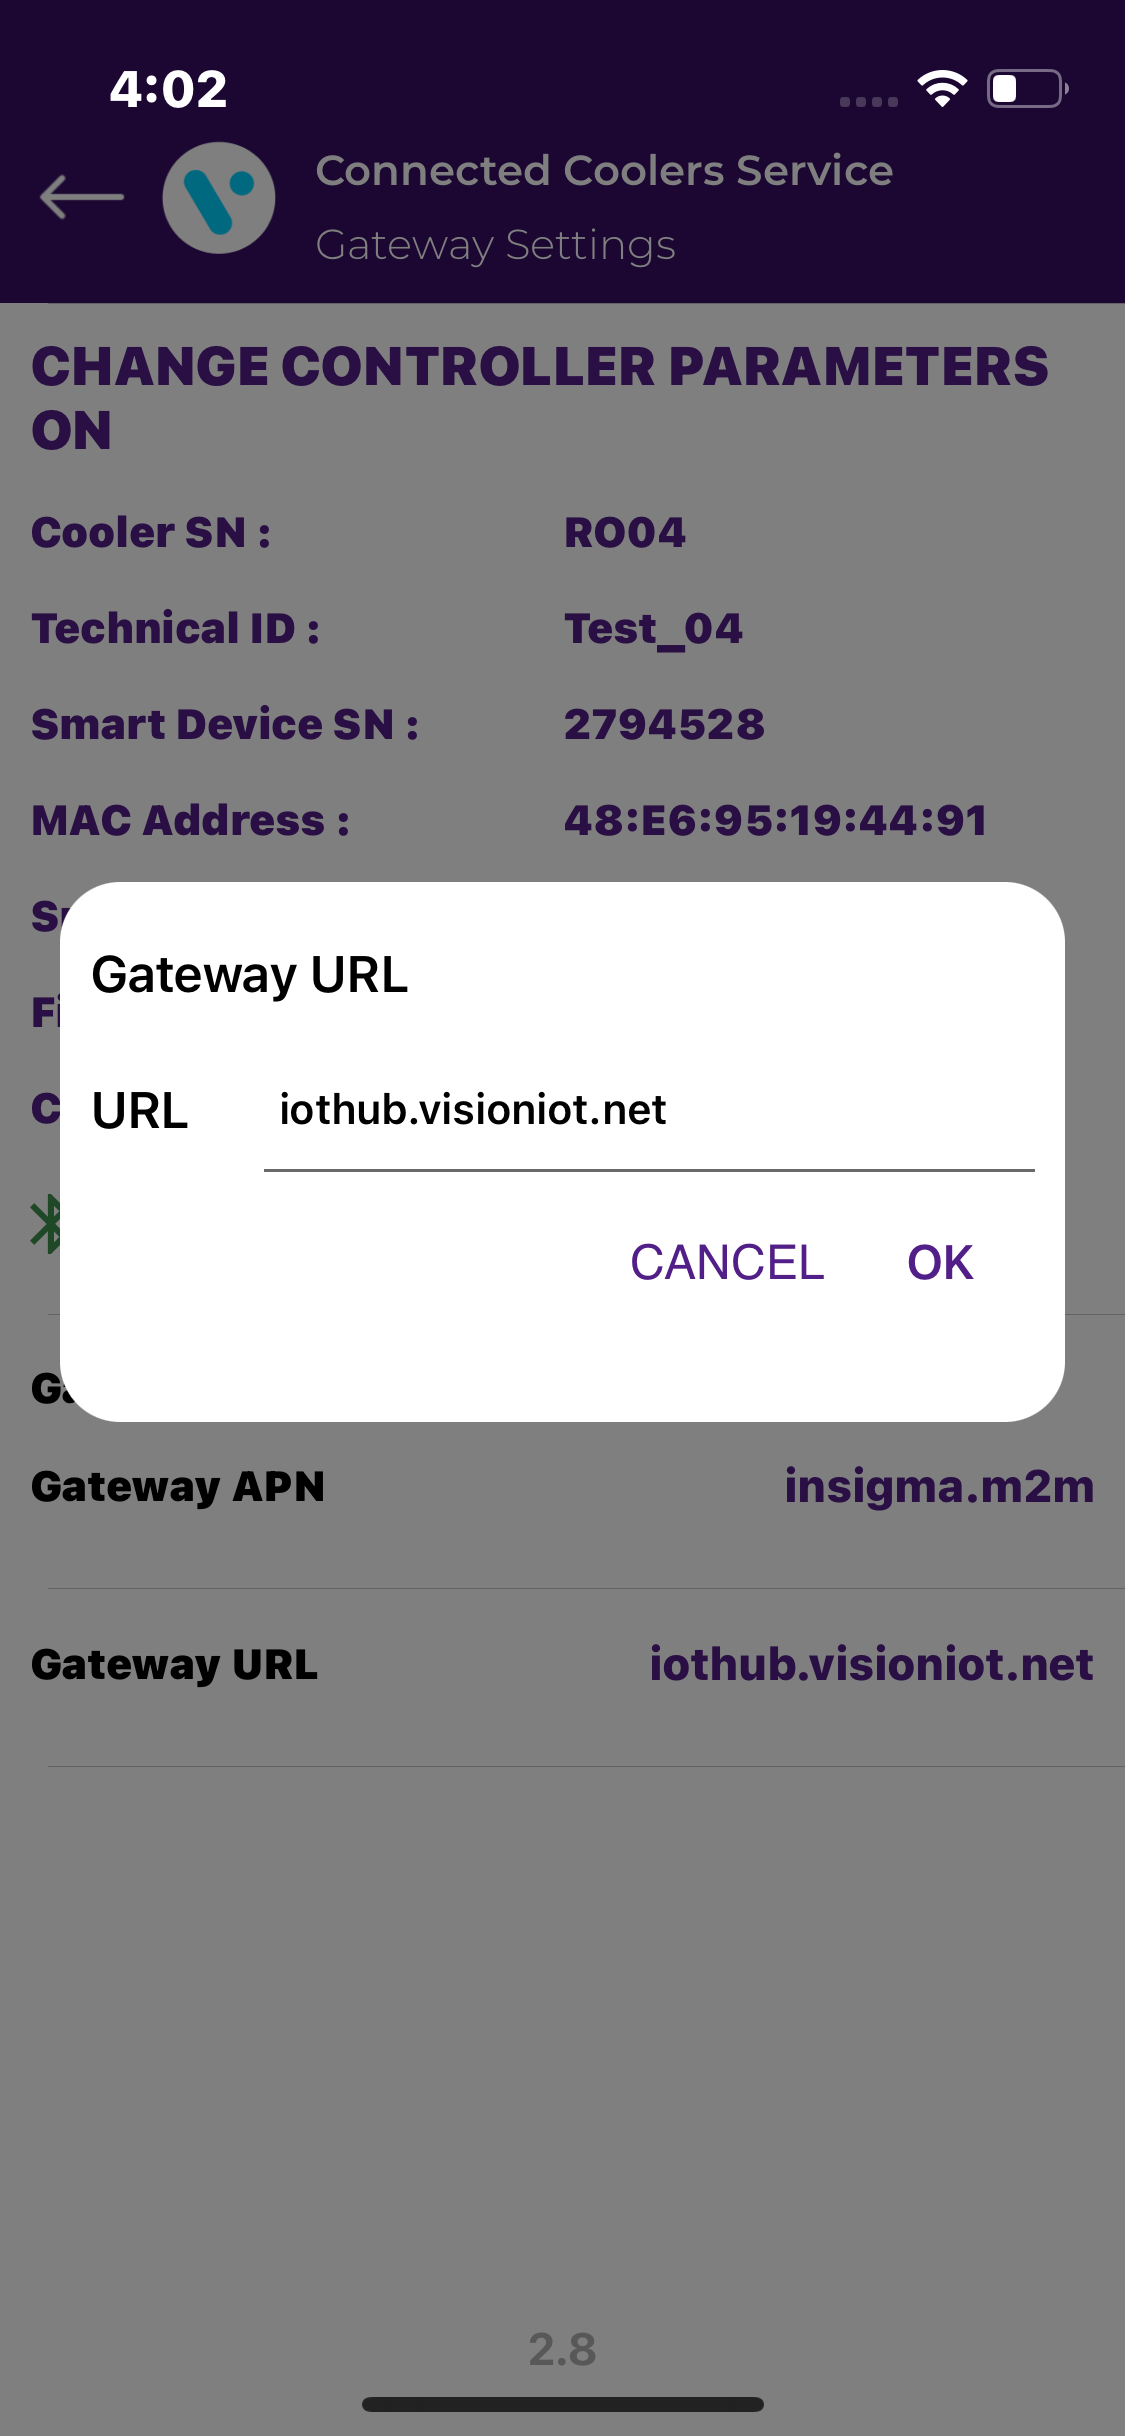 4:02
Connected Coolers Service
Gateway Settings
CHANGE CONTROLLER PARAMETERS
ON
Cooler SN : RO04
Technical ID : Test_04
Smart Device SN : 2794528
MAC Address : 48:E6:95:19:44:91
Gateway URL
URL iothub.visioniot.net
CANCEL OK
Gateway APN insigma.m2m
Gateway URL iothub.visioniot.net
2.8